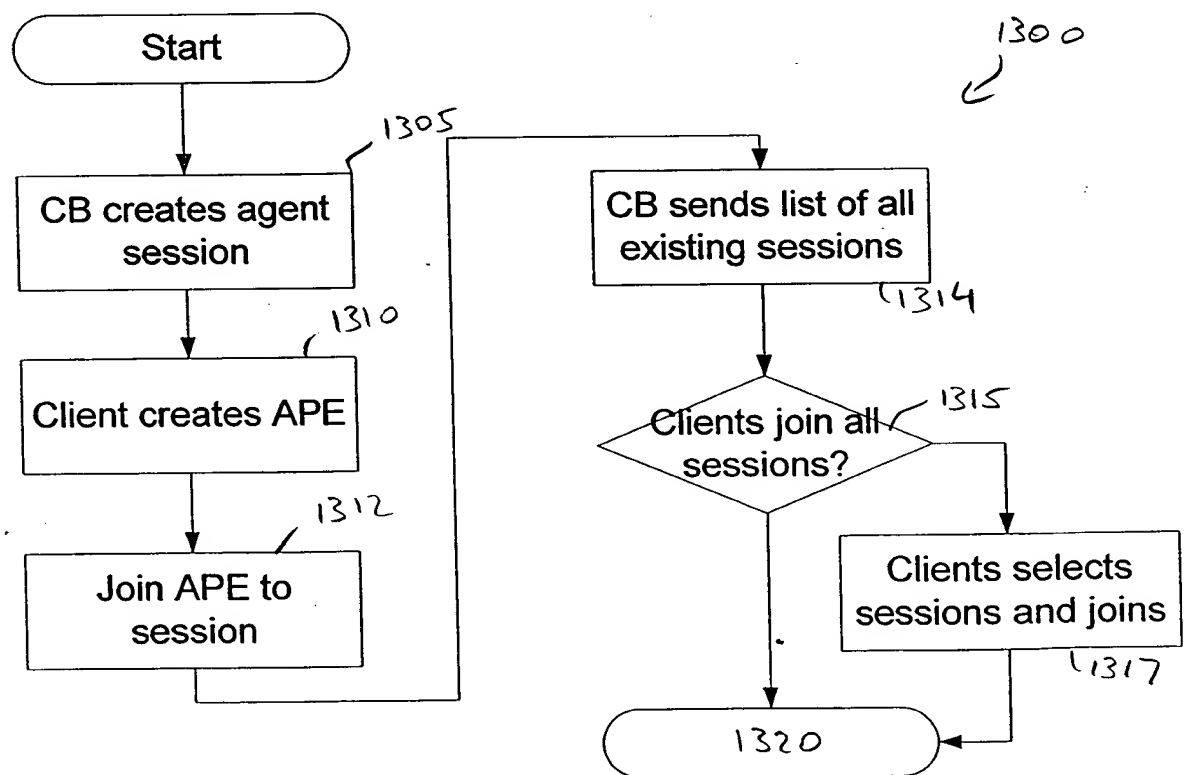 Start
1300
1305
CB creates agent
session
1310
Client creates APE
1312
Join APE to
session
CB sends list of all
existing sessions
1314
Clients join all
sessions?
1315
Clients selects
sessions and joins
1317
1320